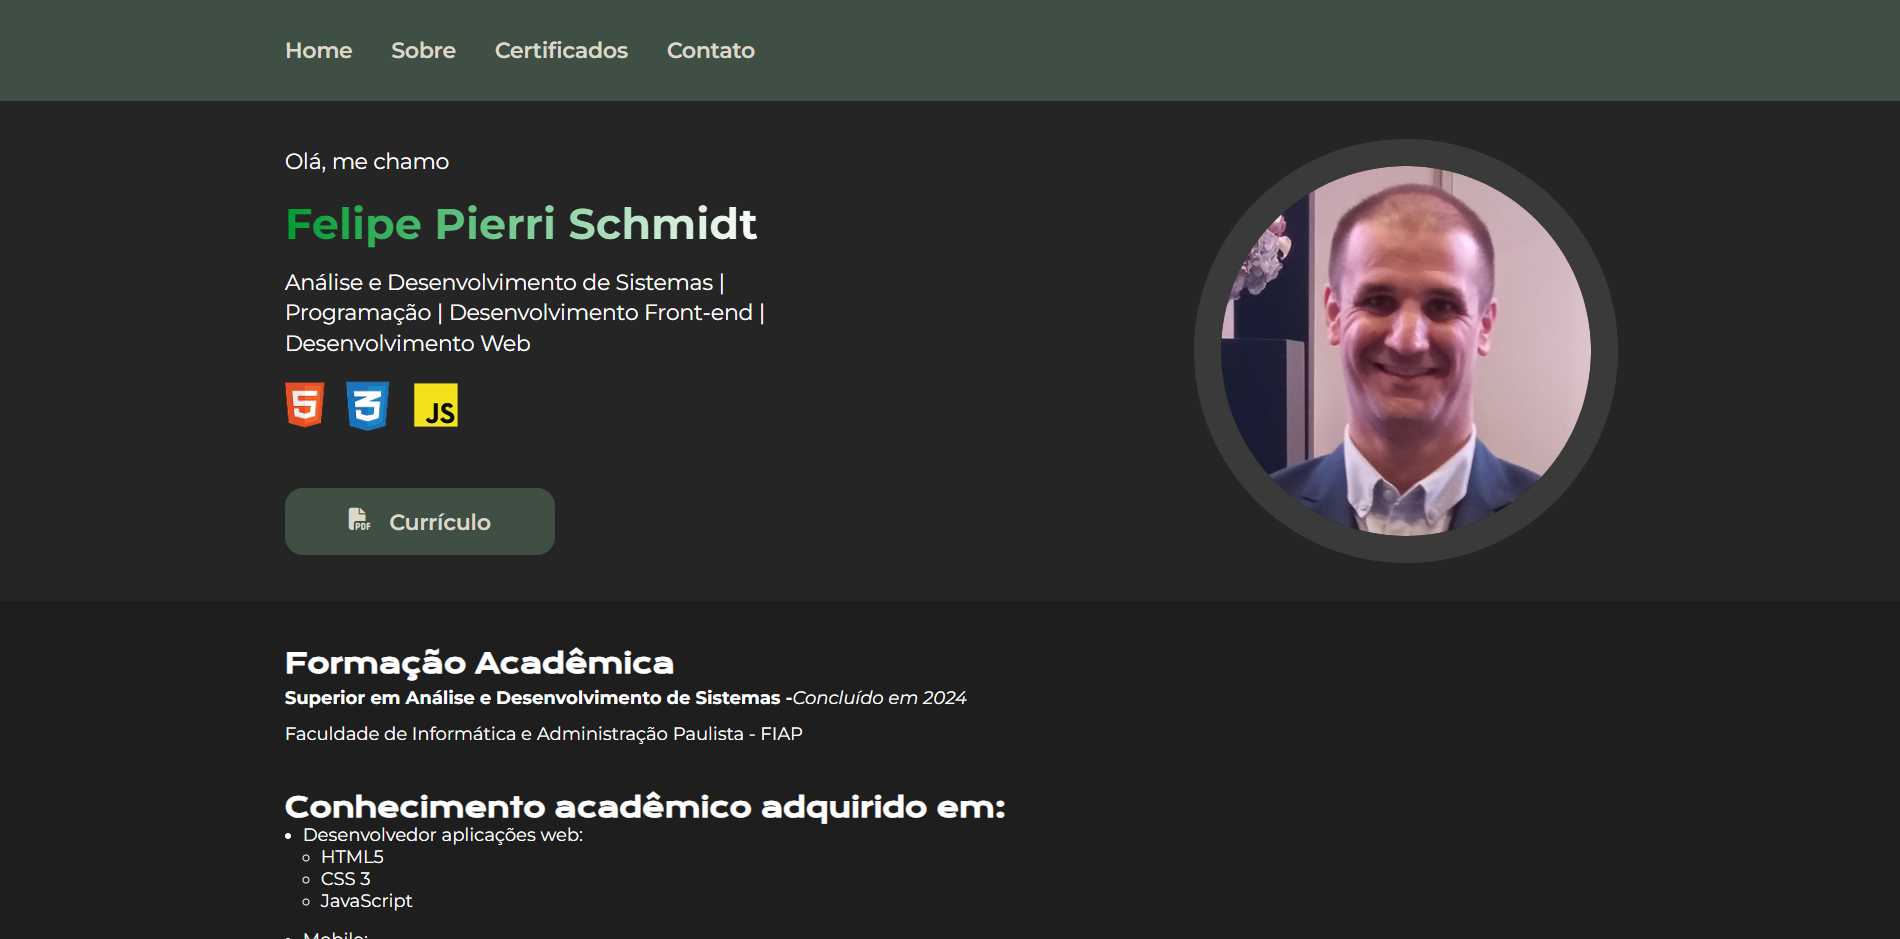 Home Sobre Certificados Contato
Olá, me chamo
Felipe Pierri Schmidt
Análise e Desenvolvimento de Sistemas |
Programação | Desenvolvimento Front-end |
Desenvolvimento Web
5 3 JS
PDF Currículo
Formação Acadêmica
Superior em Análise e Desenvolvimento de Sistemas -Concluído em 2024
Faculdade de Informática e Administração Paulista - FIAP
Conhecimento acadêmico adquirido em:
• Desenvolvedor aplicações web:
◦ HTML5
◦ CSS 3
◦ JavaScript
• Mobile: